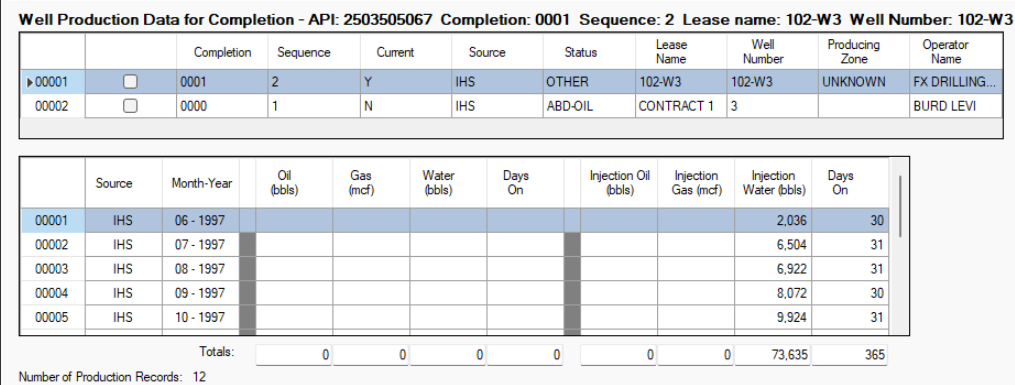 Well Production Data for Completion - API: 2503505067 Completion: 0001 Sequence: 2 Lease name: 102-W3 Well Number: 102-W3
Completion Sequence Current Source Status Lease Name Well Number Producing Zone Operator Name
00001 0001 2 Y IHS OTHER 102-W3 102-W3 UNKNOWN FX DRILLING...
00002 0000 1 N IHS ABD-OIL CONTRACT 1 3 BURD LEVI
Source Month-Year Oil (bbls) Gas (mcf) Water (bbls) Days On Injection Oil (bbls) Injection Gas (mcf) Injection Water (bbls) Days On
00001 IHS 06 - 1997 2,036 30
00002 IHS 07 - 1997 6,504 31
00003 IHS 08 - 1997 6,922 31
00004 IHS 09 - 1997 8,072 30
00005 IHS 10 - 1997 9,924 31
Totals: 0 0 0 0 0 0 73,635 365
Number of Production Records: 12